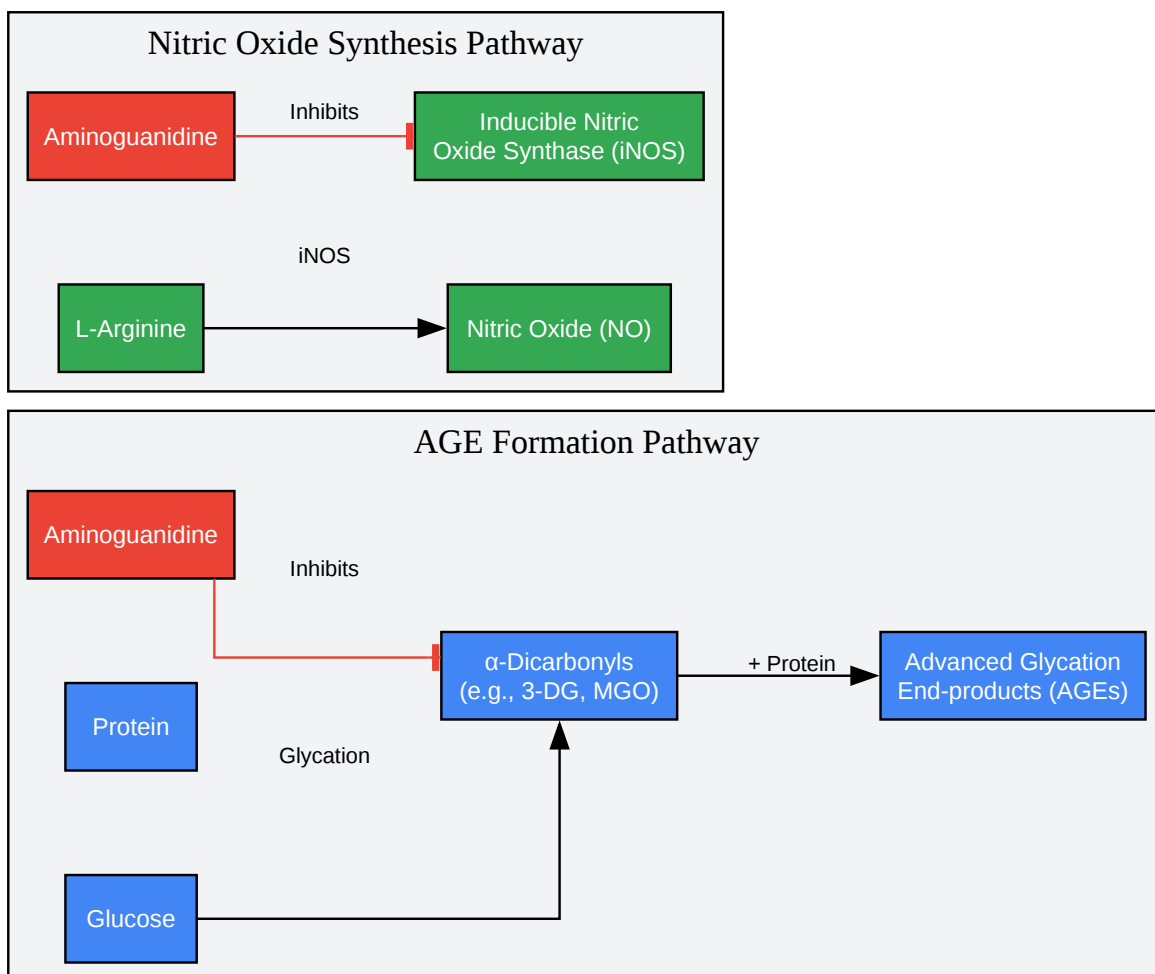 Nitric Oxide Synthesis Pathway
Aminoguanidine
Inhibits
Inducible Nitric
Oxide Synthase (iNOS)
iNOS
L-Arginine
Nitric Oxide (NO)
AGE Formation Pathway
Aminoguanidine
Inhibits
α-Dicarbonyls
(e.g., 3-DG, MGO)
+ Protein
Advanced Glycation
End-products (AGEs)
Protein
Glycation
Glucose